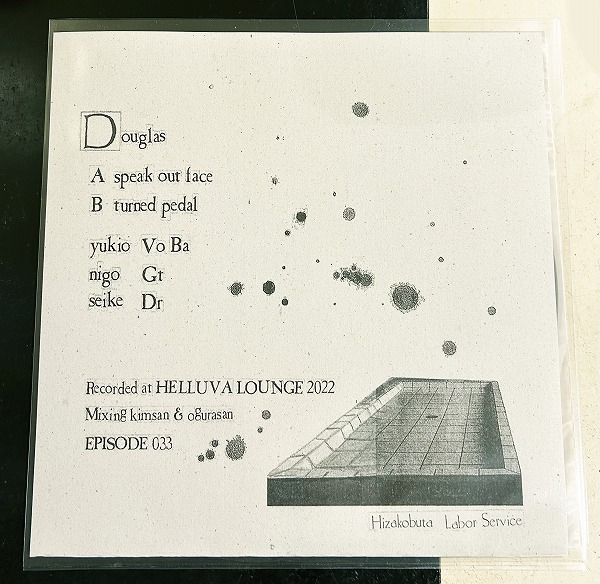 Douglas
A speak out face
B turned pedal
yukio Vo Ba
nigo Gt
seike Dr
Recorded at HELLUVA LOUNGE 2022
Mixing kimsan & ogurasan
EPISODE 033
Hizakobuta Labor Service